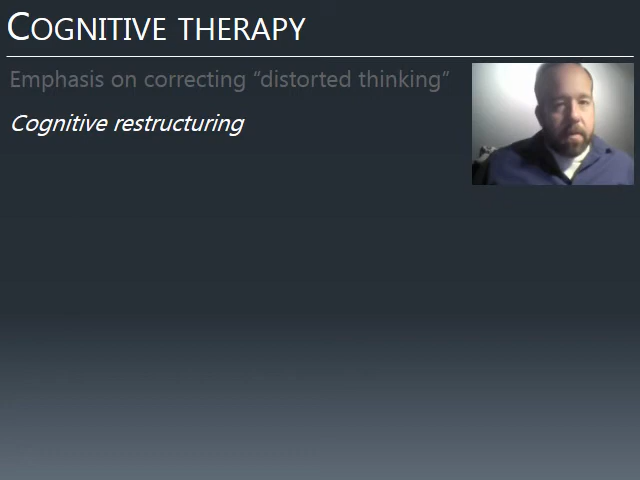 COGNITIVE THERAPY
Emphasis on correcting “distorted thinking”
Cognitive restructuring